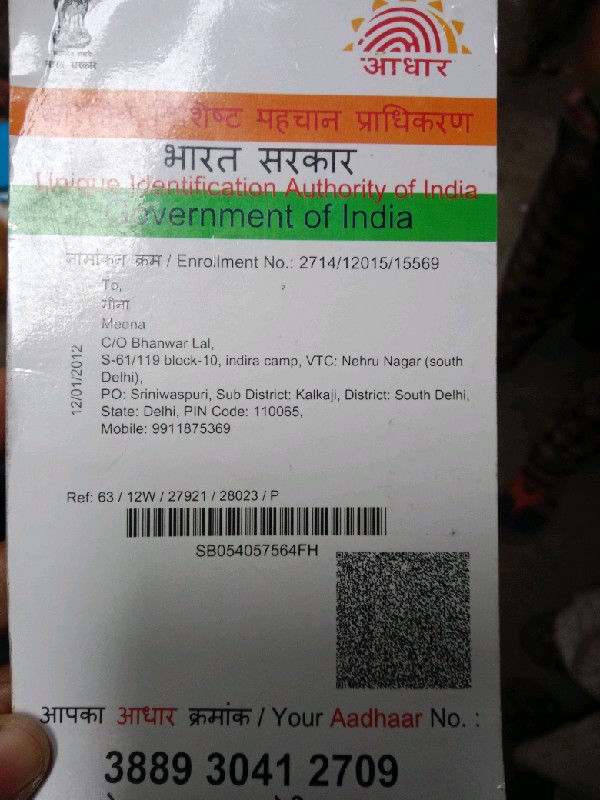 भारत सरकार
आधार
शिष्ट पहचान प्राधिकरण
भारत सरकार
Unique Identification Authority of India
Government of India
नामांकन क्रम / Enrollment No.: 2714/12015/15569
To,
मीना
Meena
C/O Bhanwar Lal,
S-61/119 block-10, indira camp, VTC: Nehru Nagar (south
Delhi),
PO: Sriniwaspuri, Sub District: Kalkaji, District: South Delhi,
State: Delhi, PIN Code: 110065,
Mobile: 9911875369
12/01/2012
Ref: 63 / 12W / 27921 / 28023 / P
SB054057564FH
आपका आधार क्रमांक / Your Aadhaar No. :
3889 3041 2709